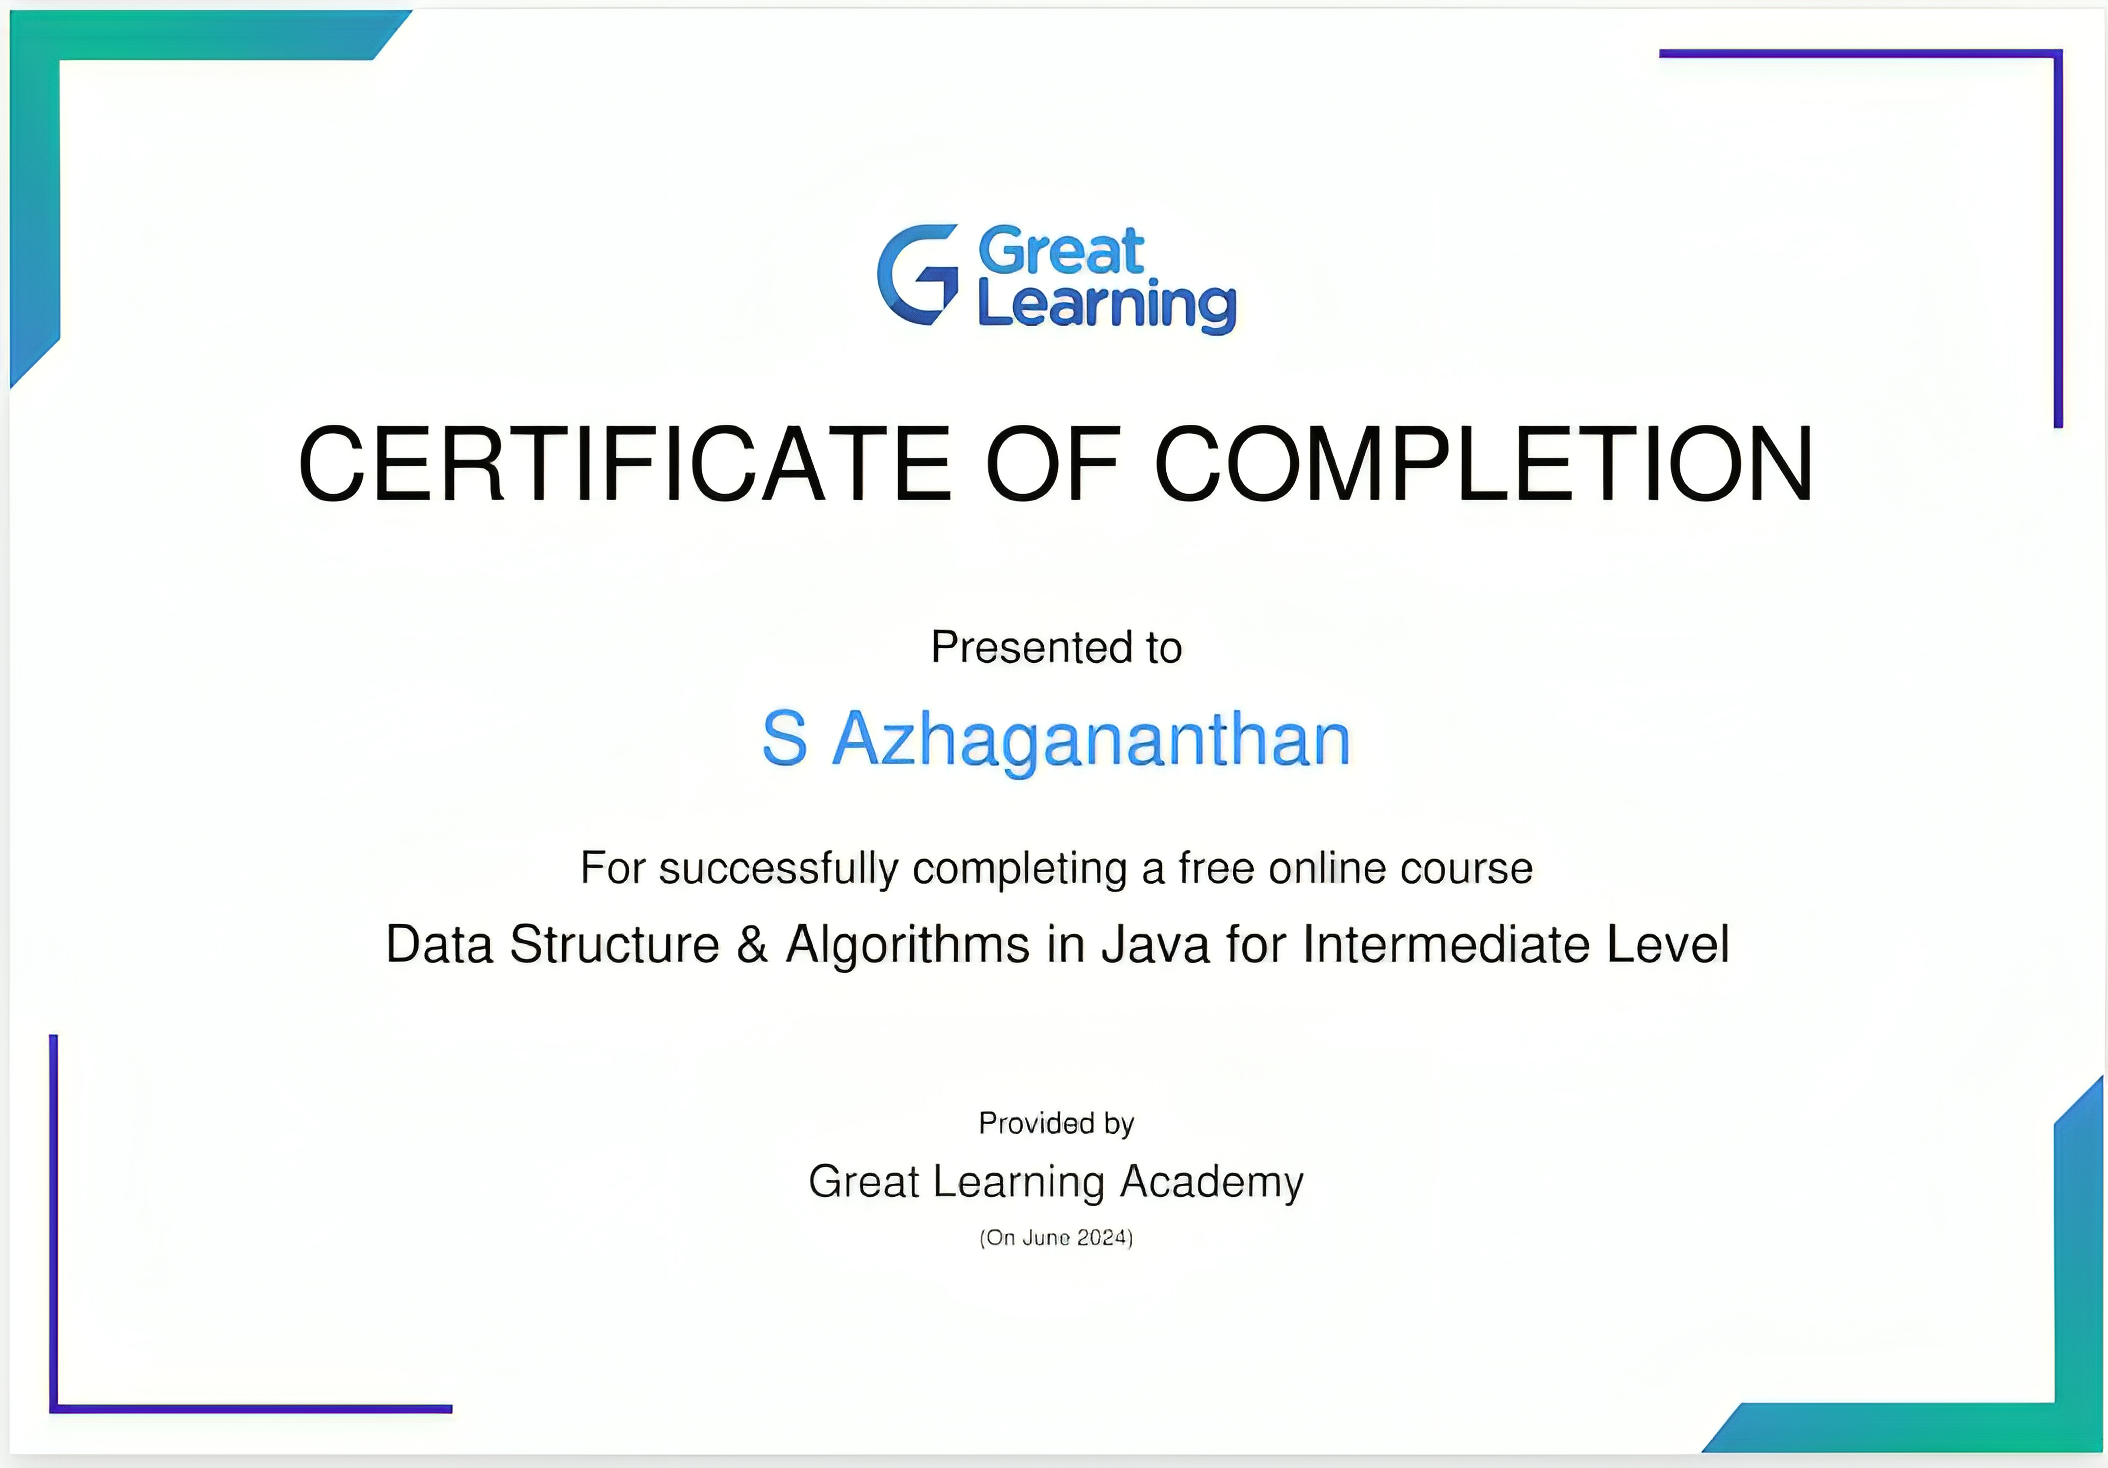 Great
Learning
CERTIFICATE OF COMPLETION
Presented to
S Azhagananthan
For successfully completing a free online course
Data Structure & Algorithms in Java for Intermediate Level
Provided by
Great Learning Academy
(On June 2024)